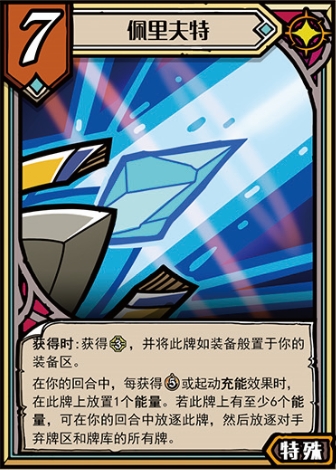 7
佩里夫特
获得时:获得，并将此牌如装备般置于你的
装备区。
在你的回合中，每获得5或起动充能效果时，
在此牌上放置1个能量。若此牌上有至少6个能
量，可在你的回合中放逐此牌，然后放逐对手
弃牌区和牌库的所有牌。
特殊